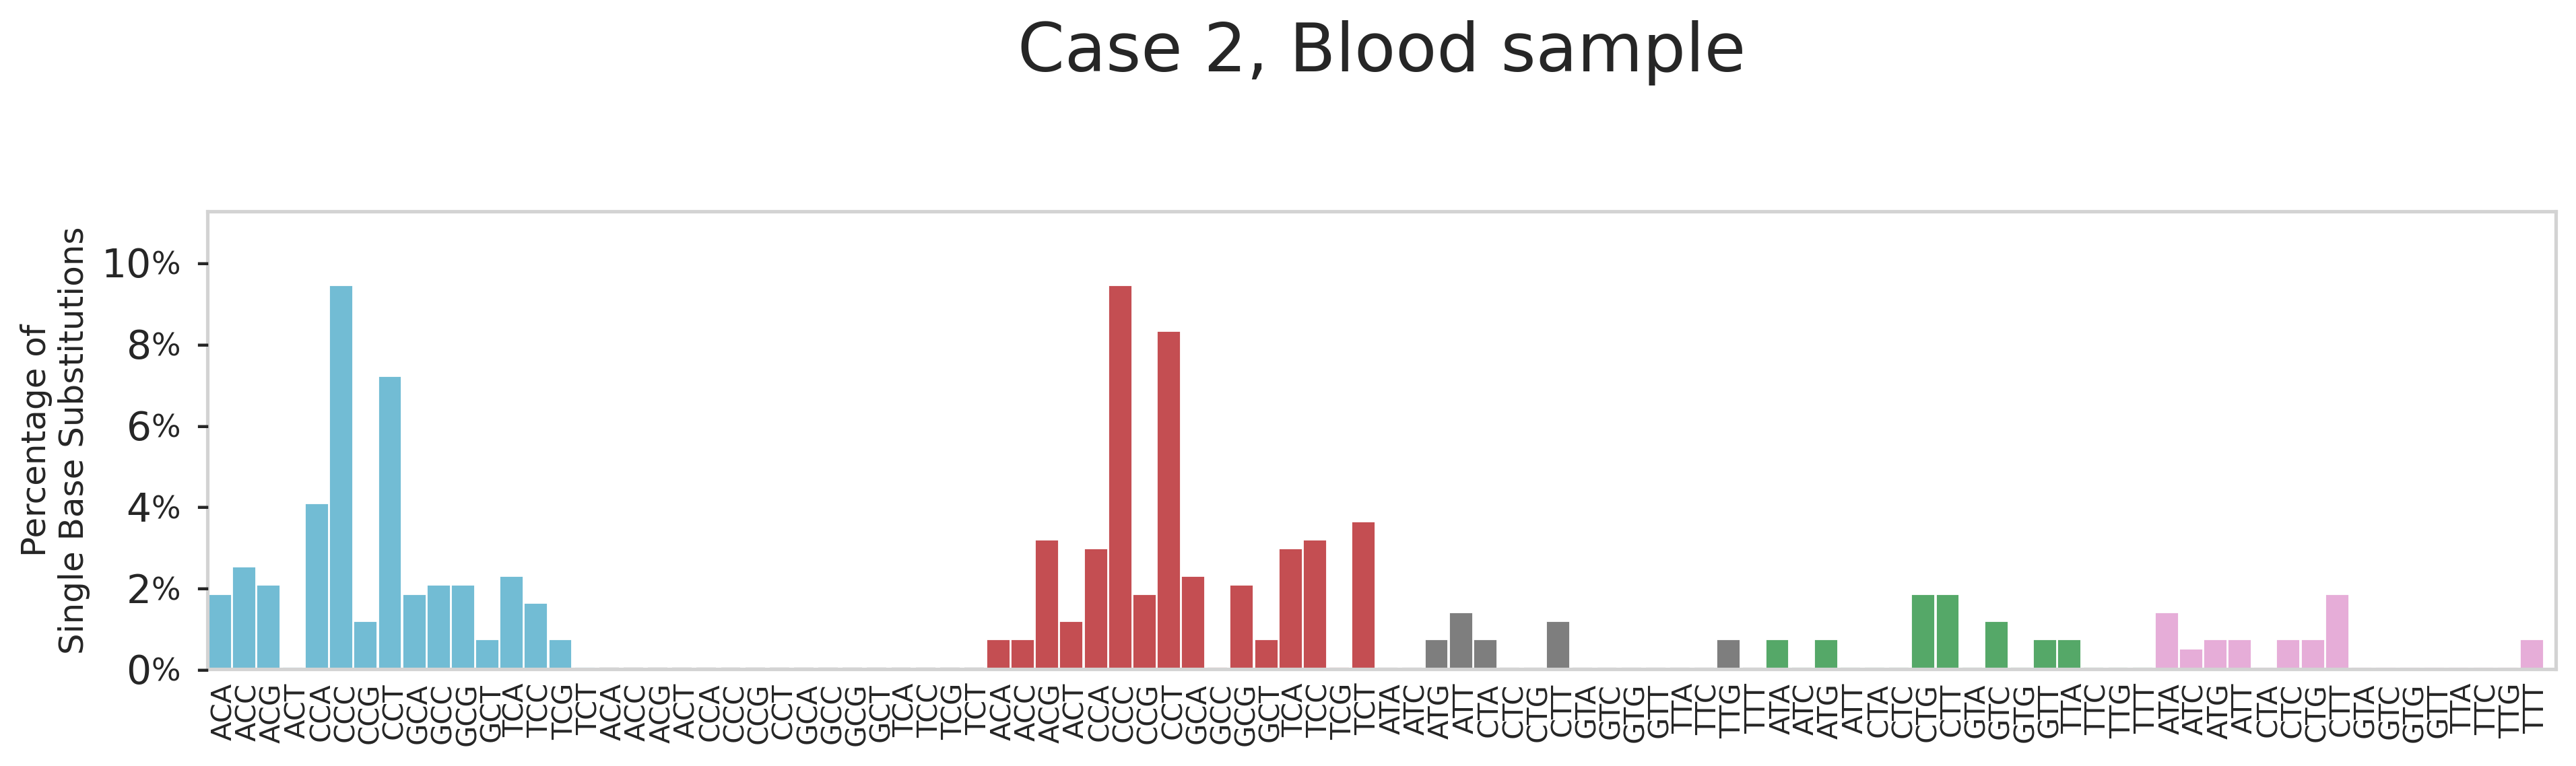 Case 2, Blood sample
Percentage of
Single Base Substitutions
10%
8%
6%
4%
2%
0%
ACA ACC ACG ACT CCA CCC CCG CCT GCA GCC GCG GCT TCA TCC TCG TCT ACA ACC ACG ACT CCA CCC CCG CCT GCA GCC GCG GCT TCA TCC TCG TCT ACA ACC ACG ACT CCA CCC CCG CCT GCA GCC GCG GCT TCA TCC TCG TCT ATA ATC ATG ATT CTA CTC CTG CTT GTA GTC GTG GTT TTA TTC TTG TTT ATA ATC ATG ATT CTA CTC CTG CTT GTA GTC GTG GTT TTA TTC TTG TTT ATA ATC ATG ATT CTA CTC CTG CTT GTA GTC GTG GTT TTA TTC TTG TTT